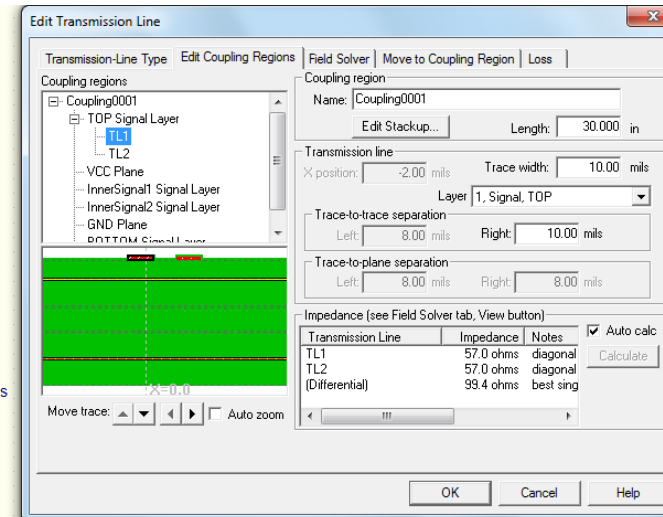 Edit Transmission Line
Transmission-Line Type Edit Coupling Regions Field Solver Move to Coupling Region Loss
Coupling regions
Coupling0001
TOP Signal Layer
TL1
TL2
VCC Plane
InnerSignal1 Signal Layer
InnerSignal2 Signal Layer
GND Plane
BOTTOM Signal Layer
X=0.0
s
Move trace: Auto zoom
Coupling region
Name: Coupling0001
Edit Stackup... Length: 30.000 in
Transmission line
X position: -2.00 mils Trace width: 10.00 mils
Layer 1, Signal, TOP
Trace-to-trace separation
Left: 8.00 mils Right: 10.00 mils
Trace-to-plane separation
Left: 8.00 mils Right: 8.00 mils
Impedance (see Field Solver tab, View button)
Transmission Line Impedance Notes
TL1 57.0 ohms diagonal
TL2 57.0 ohms diagonal
(Differential) 99.4 ohms best sing
Auto calc
Calculate
OK Cancel Help